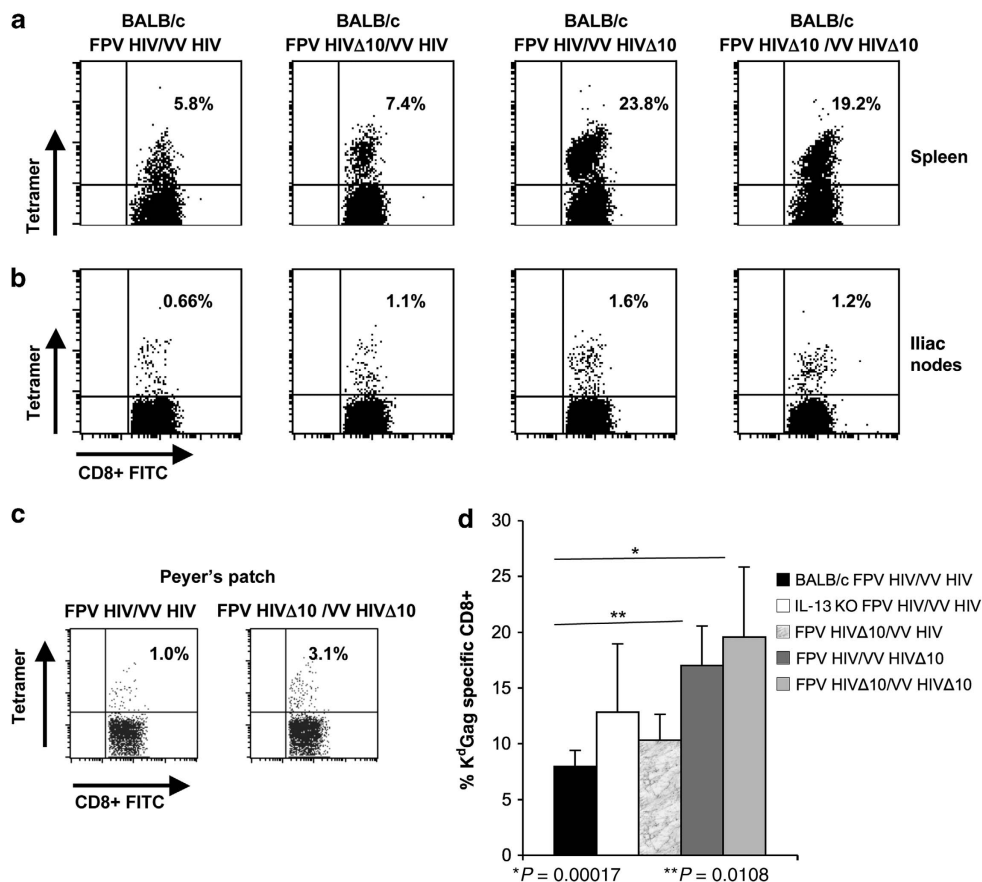 a
BALB/c
FPV HIV/VV HIV
BALB/c
FPV HIVΔ10/VV HIV
BALB/c
FPV HIV/VV HIVΔ10
BALB/c
FPV HIVΔ10 /VV HIVΔ10
Tetramer
5.8%
7.4%
23.8%
19.2%
Spleen
b
Tetramer
0.66%
1.1%
1.6%
1.2%
Iliac
nodes
CD8+ FITC
c
Peyer's patch
FPV HIV/VV HIV
FPV HIVΔ10 /VV HIVΔ10
Tetramer
1.0%
3.1%
CD8+ FITC
d
% KdGag specific CD8+
30
25
20
15
10
5
0
*
**
BALB/c FPV HIV/VV HIV
IL-13 KO FPV HIV/VV HIV
FPV HIVΔ10/VV HIV
FPV HIV/VV HIVΔ10
FPV HIVΔ10/VV HIVΔ10
*P = 0.00017
**P = 0.0108